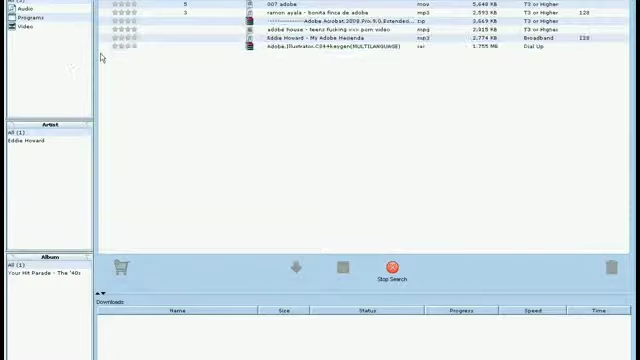 Audio
Programs
Video
5 007 adobe mov 5,648 KB T3 or Higher
3 ramon ayala - bonita finca de adobe mp3 2,593 KB T3 or Higher 128
Adobe.Acrobat.2008.Pro.9.0.Extended... zip 3,669 KB T3 or Higher
adobe house - teens fucking xxx porn video mpg 2,315 KB T3 or Higher
Eddie Howard - My Adobe Hacienda mp3 2,774 KB Broadband 128
Adobe.Illustrator.CS4+keygen(MULTILANGUAGE) rar 1.755 MB Dial Up
Artist
All (1)
Eddie Howard
Album
All (1)
Your Hit Parade - The '40s
Stop Search
Downloads
Name Size Status Progress Speed Time